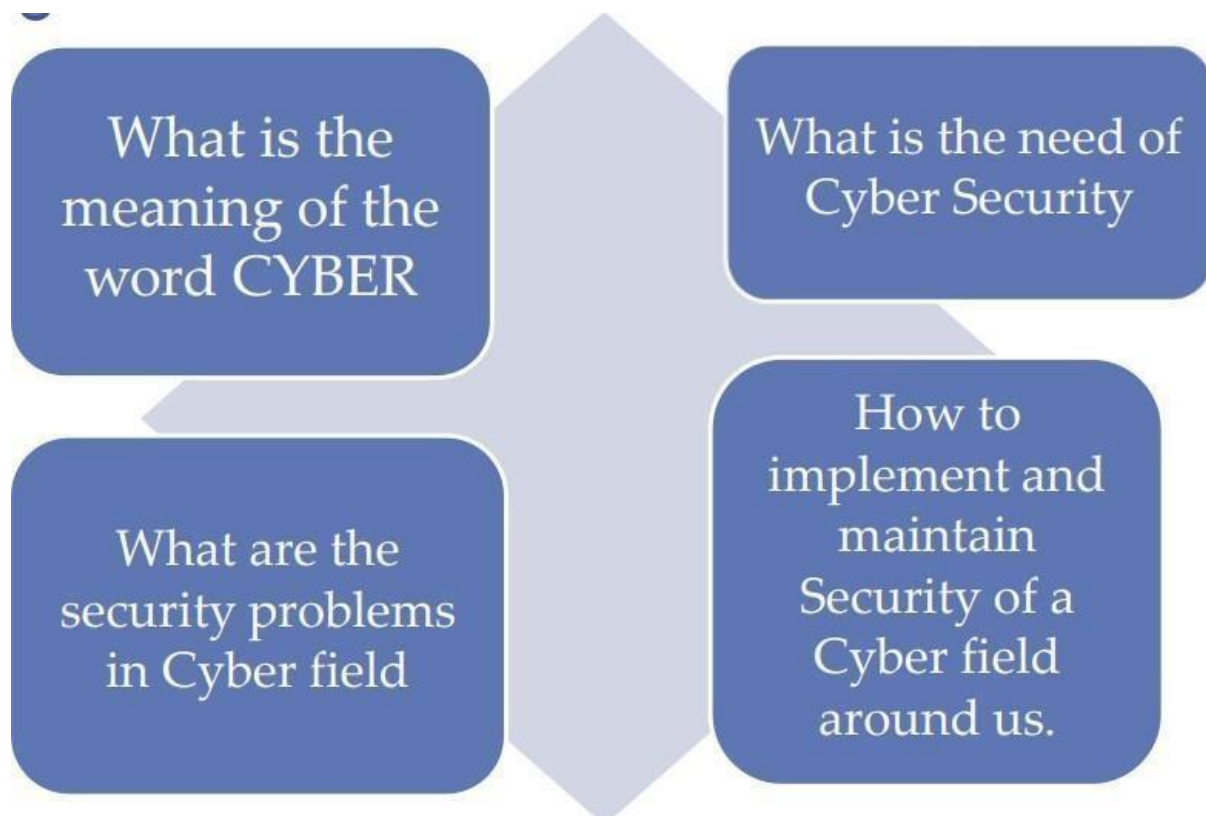 What is the
meaning of the
word CYBER
What is the need of
Cyber Security
What are the
security problems
in Cyber field
How to
implement and
maintain
Security of a
Cyber field
around us.